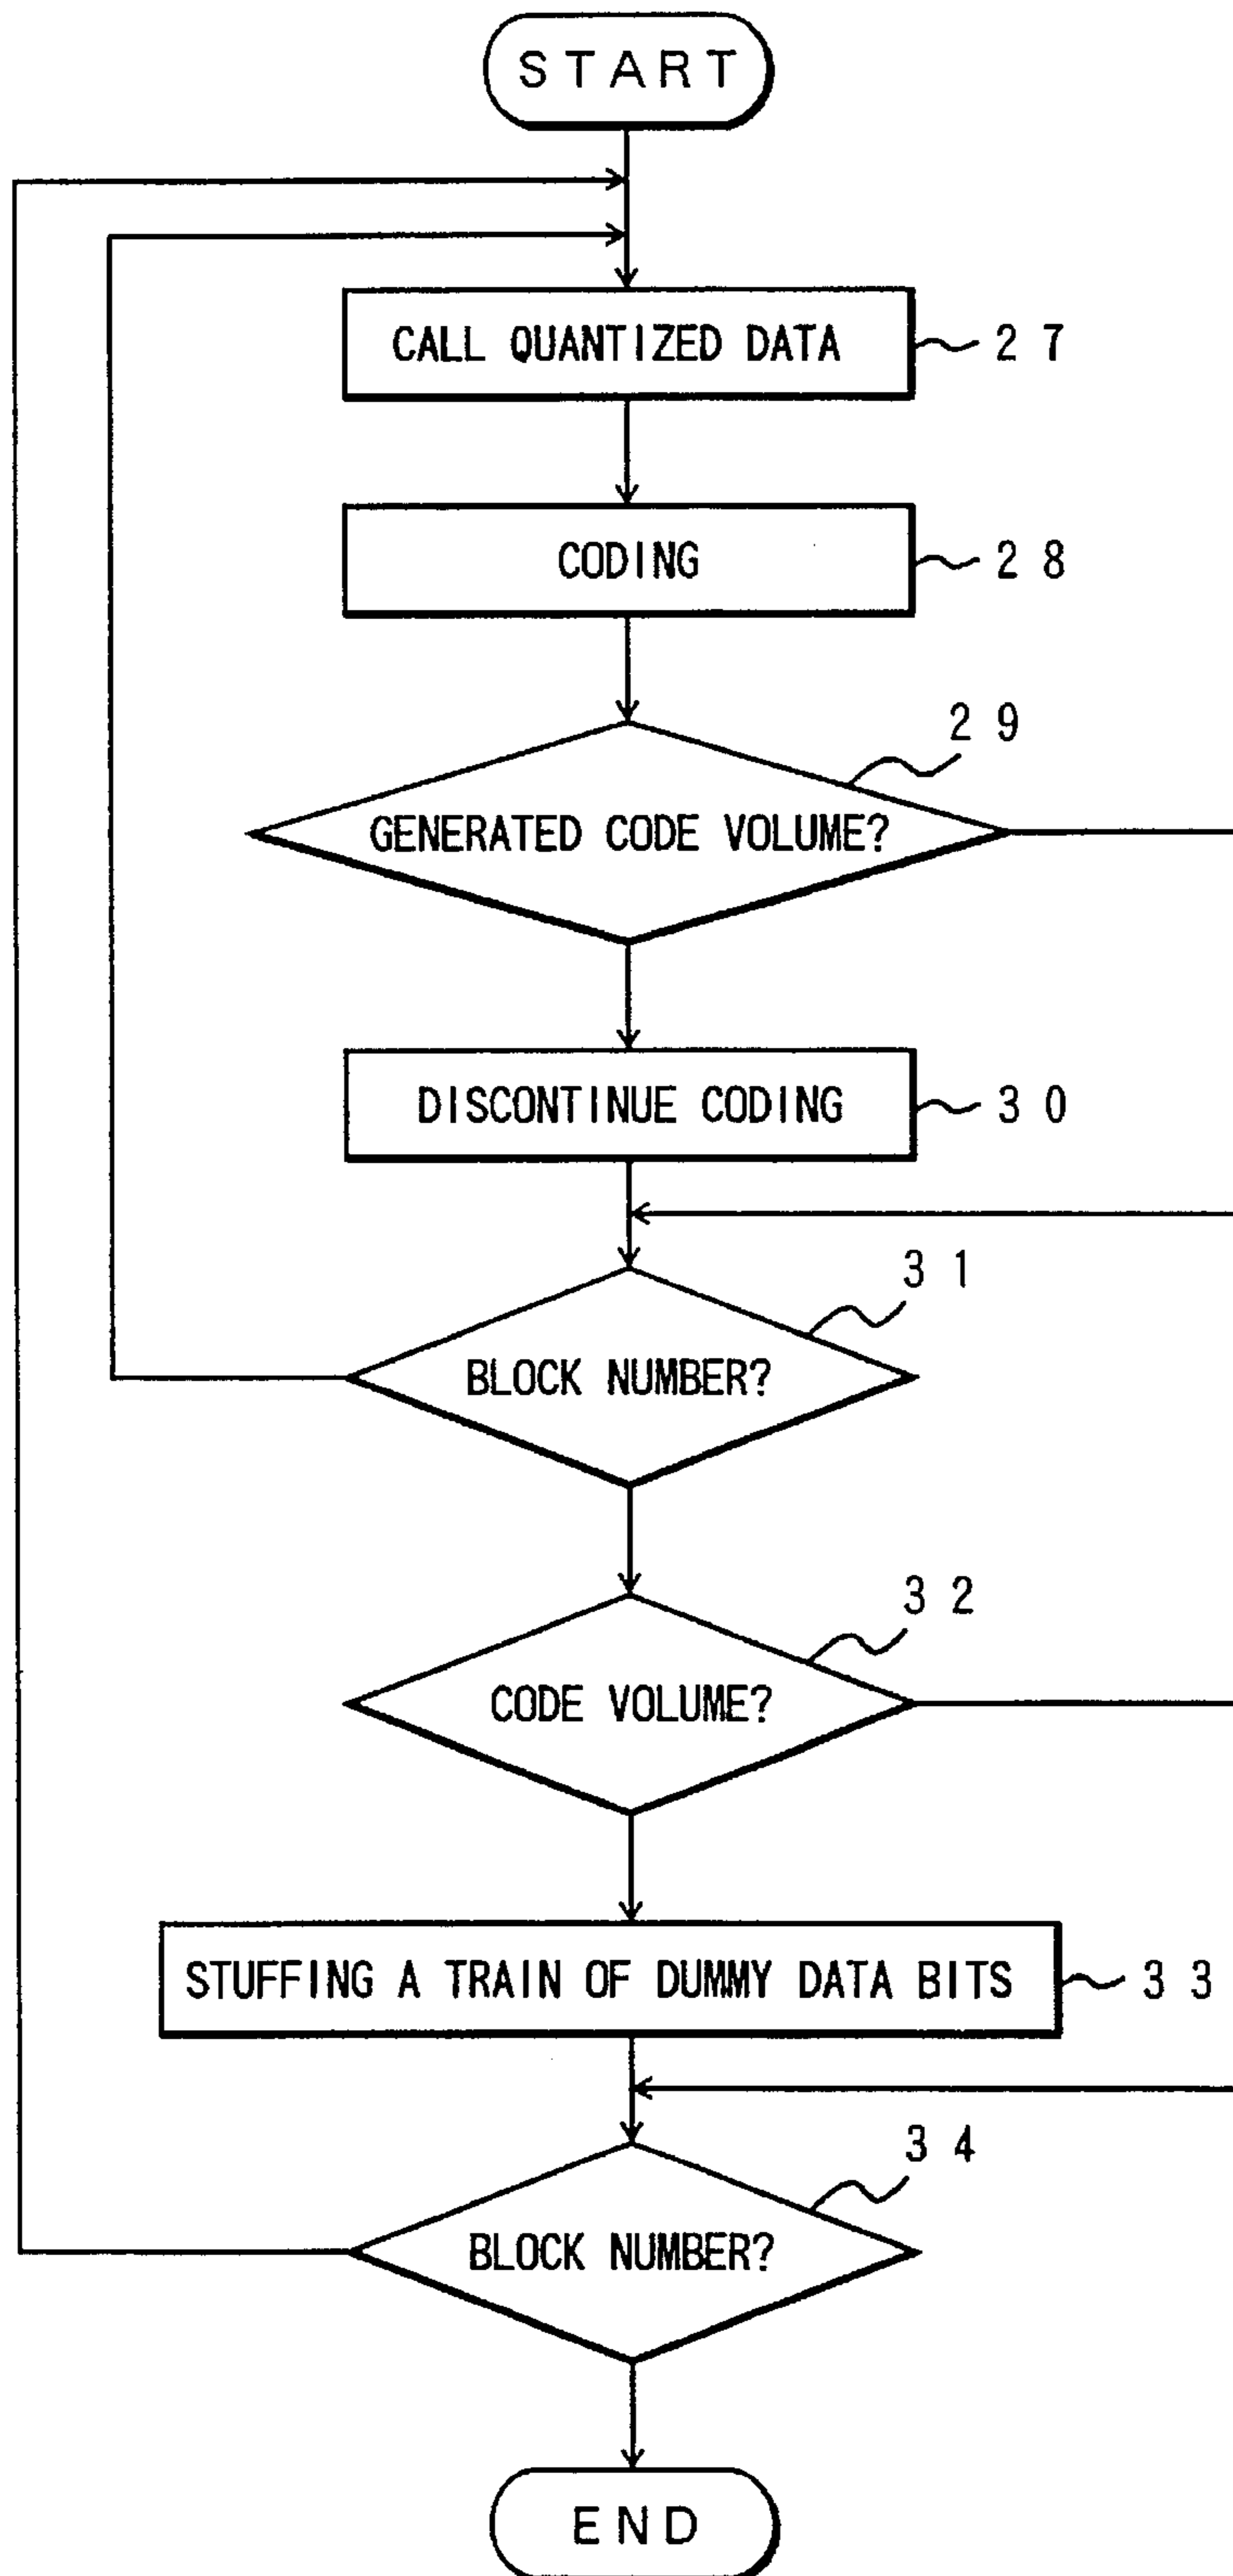 START
CALL QUANTIZED DATA
27
CODING
28
29
GENERATED CODE VOLUME?
DISCONTINUE CODING
30
31
BLOCK NUMBER?
32
CODE VOLUME?
STUFFING A TRAIN OF DUMMY DATA BITS
33
34
BLOCK NUMBER?
END